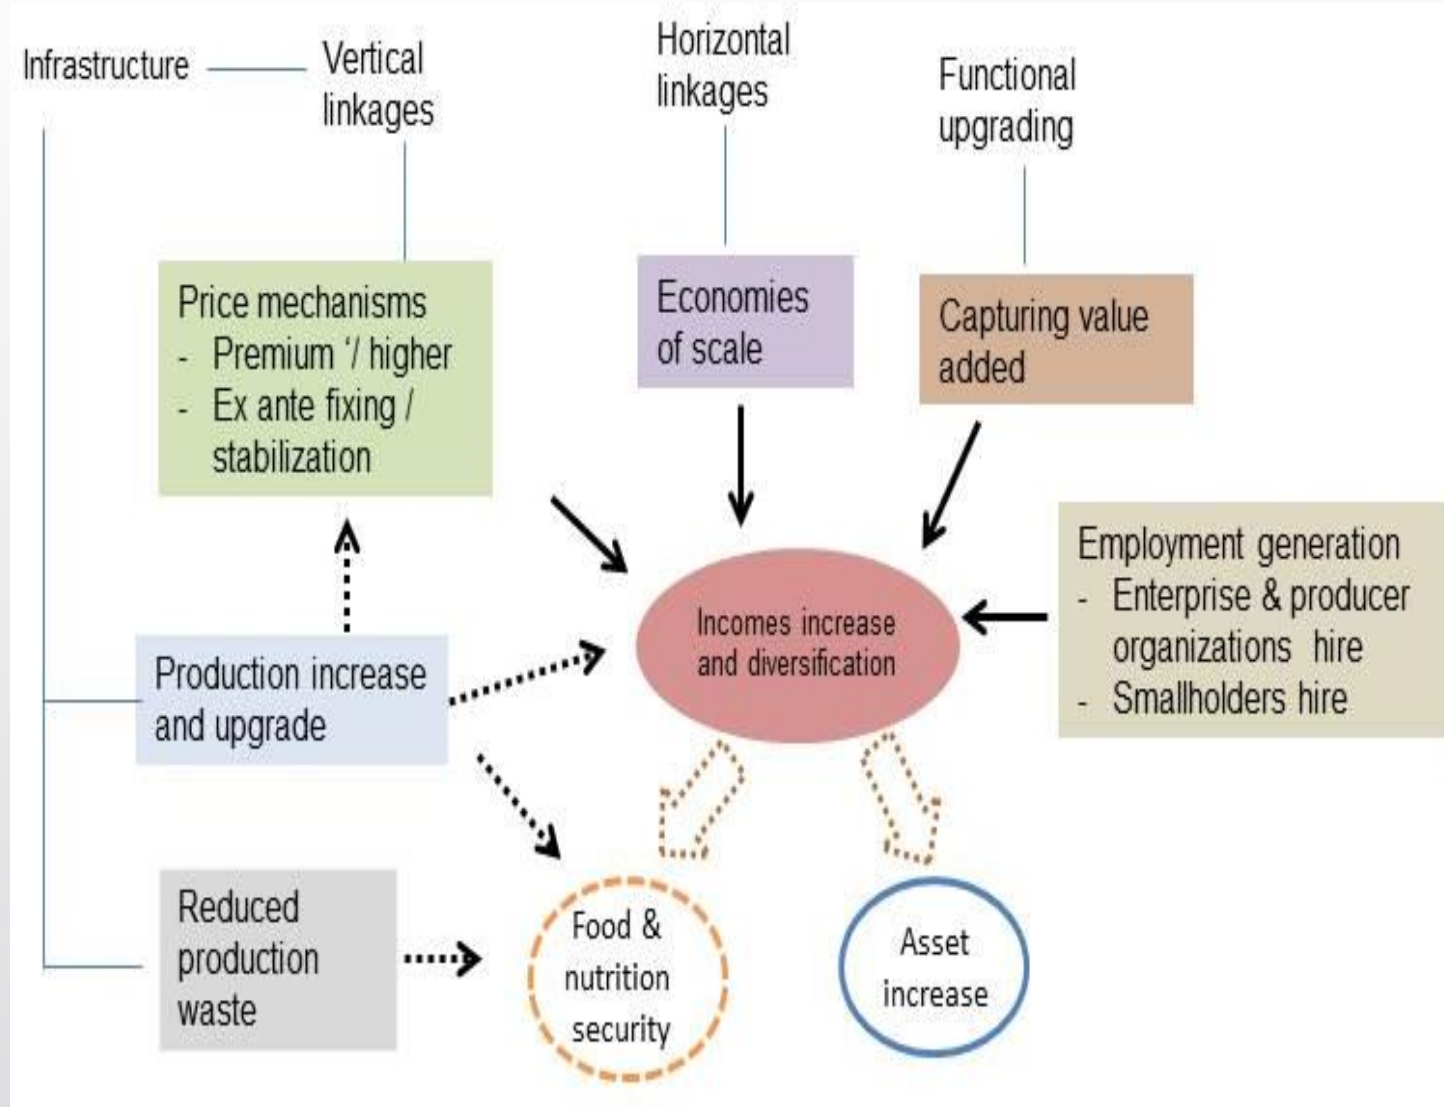 Infrastructure
Vertical
linkages
Horizontal
linkages
Functional
upgrading
Price mechanisms
- Premium ‘/ higher
- Ex ante fixing /
stabilization
Economies
of scale
Capturing value
added
Employment generation
- Enterprise & producer
organizations hire
- Smallholders hire
Incomes increase
and diversification
Production increase
and upgrade
Reduced
production
waste
Food &
nutrition
security
Asset
increase